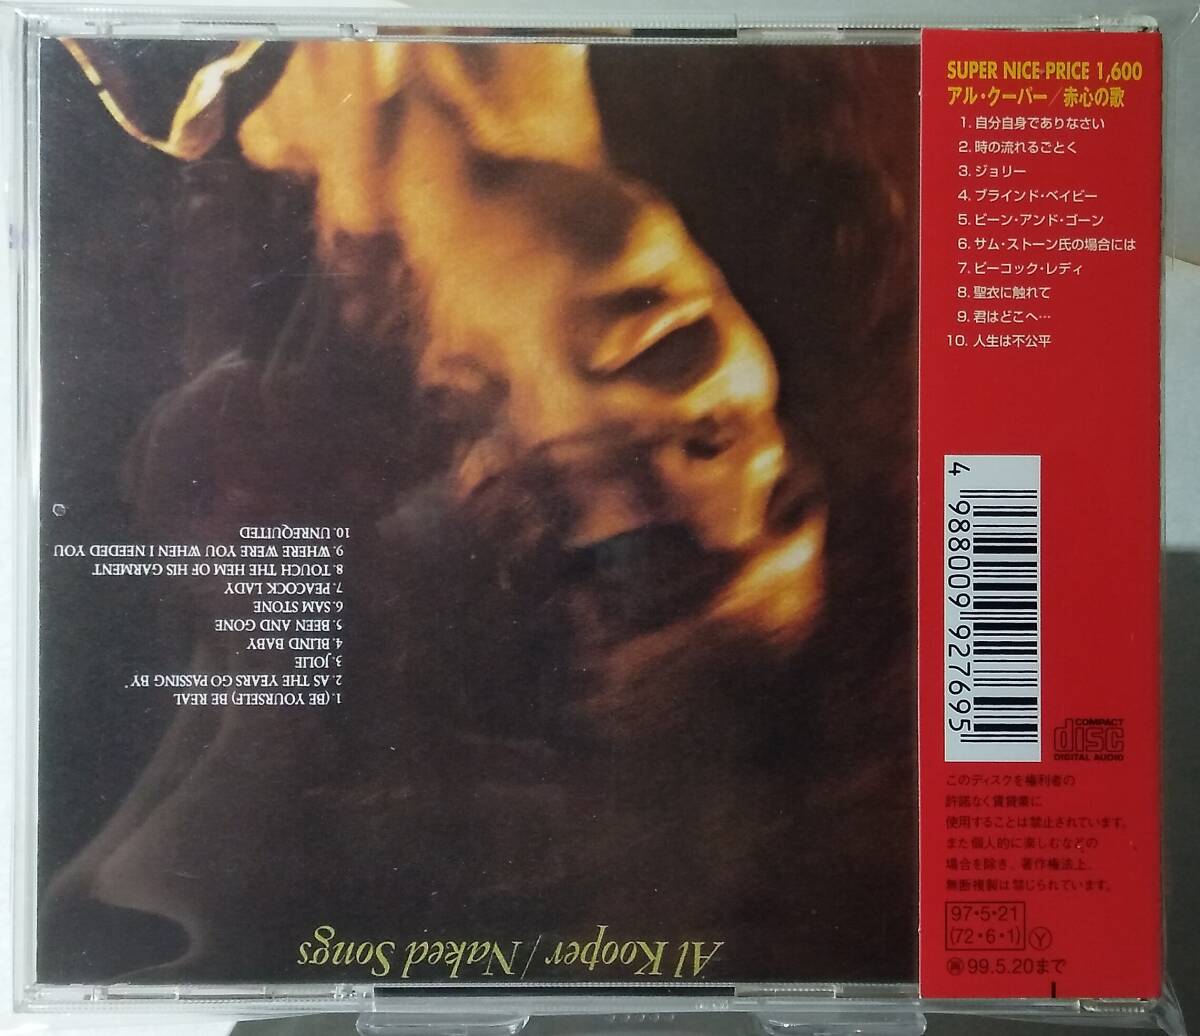 SUPER NICE PRICE 1,600
アル・クーパー／赤心の歌
1. 自分自身でありなさい
2. 時の流れるごとく
3. ジョリー
4. ブラインド・ベイビー
5. ビーン・アンド・ゴーン
6. サム・ストーン氏の場合には
7. ピーコック・レディ
8. 聖衣に触れて
9. 君はどこへ…
10. 人生は不公平
4 988009 927695
COMPACT
disc
DIGITAL AUDIO
このディスクを権利者の
許諾なく賃貸業に
使用することは禁止されています。
また個人的に楽しむなどの
場合を除き、著作権法上、
無断複製は禁じられています。
97・5・21
(72・6・1) Y
再 99.5.20まで
Al Kooper/Naked Songs
1. (BE YOURSELF) BE REAL
2. AS THE YEARS GO PASSING BY
3. JOLIE
4. BLIND BABY
5. BEEN AND GONE
6. SAM STONE
7. PEACOCK LADY
8. TOUCH THE HEM OF HIS GARMENT
9. WHERE WERE YOU WHEN I NEEDED YOU
10. UNREQUITED